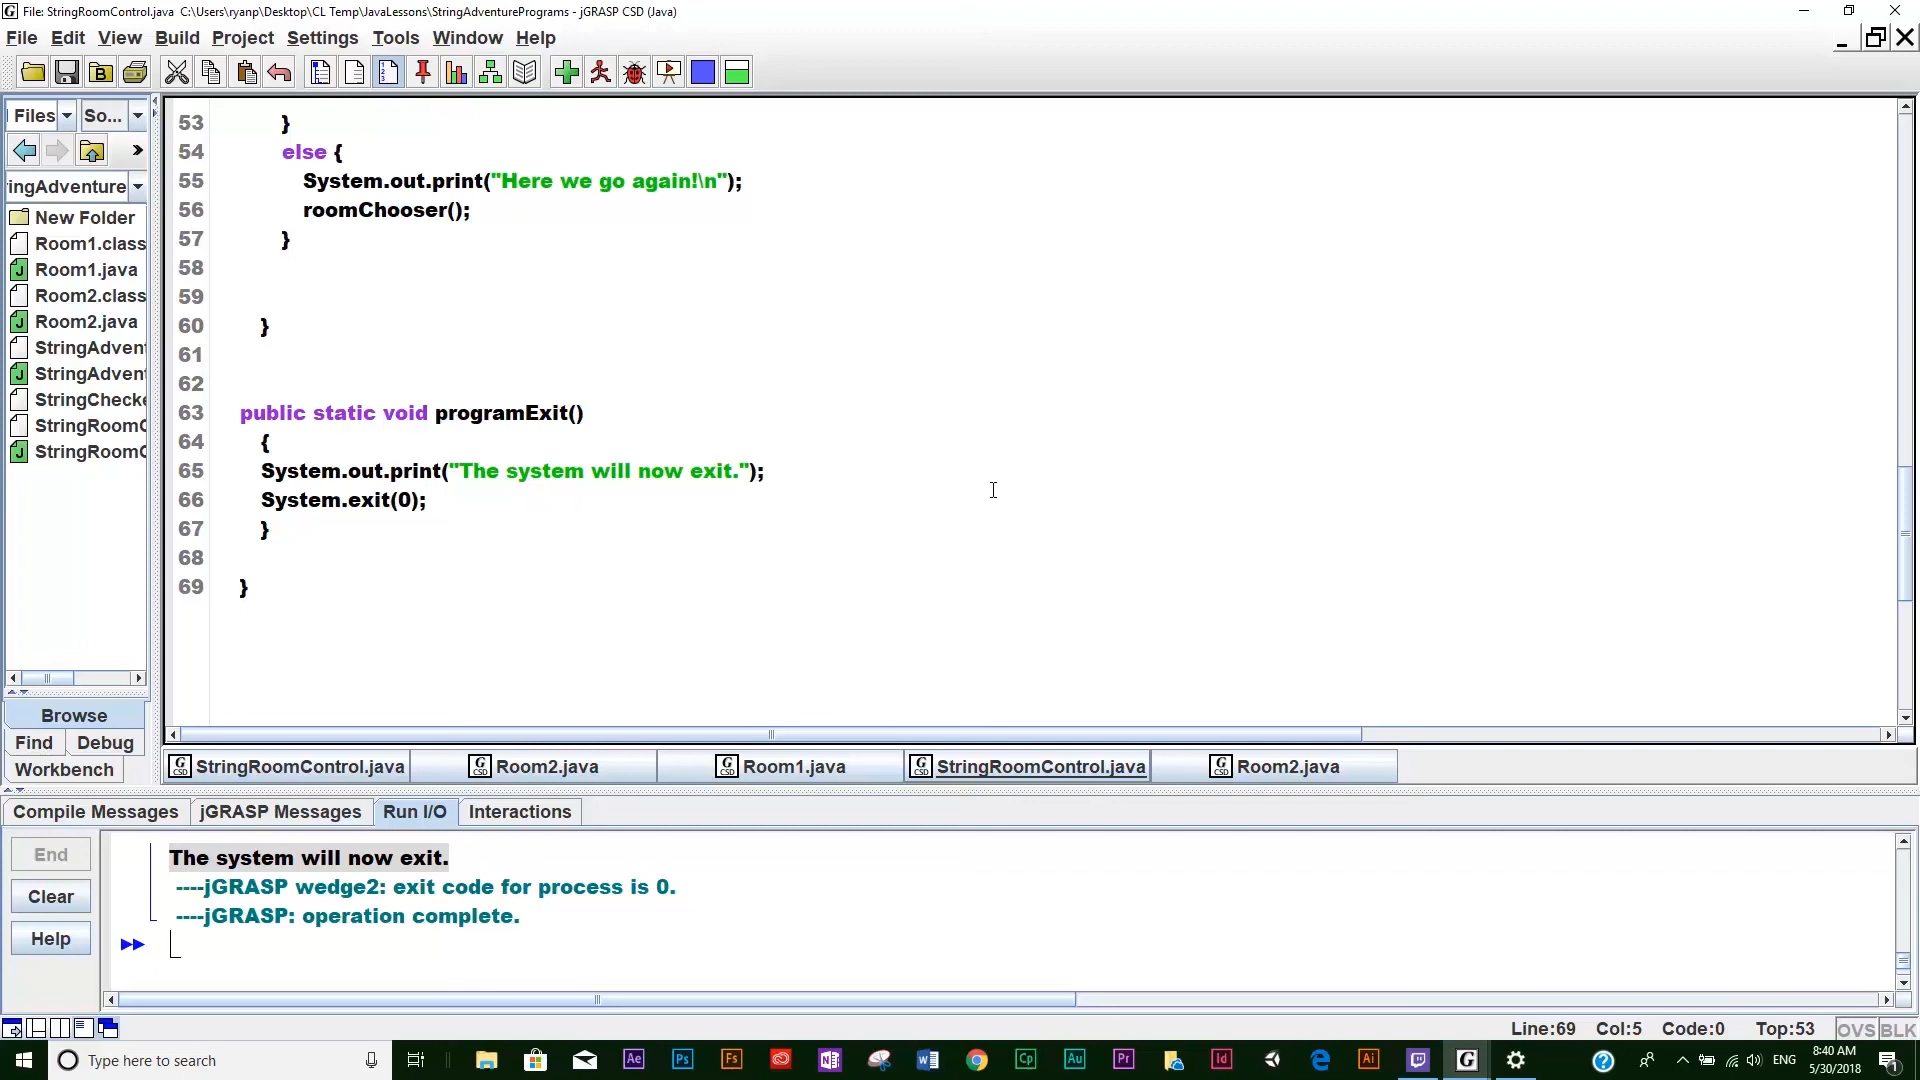 File: StringRoomControl.java C:\Users\ryanp\Desktop\CL Temp\JavaLessons\StringAdventurePrograms - jGRASP CSD (Java)
File Edit View Build Project Settings Tools Window Help
Files So...
ringAdventure
New Folder
Room1.class
Room1.java
Room2.class
Room2.java
StringAdvent
StringAdvent
StringChecke
StringRoomC
StringRoomC
Browse
Find Debug
Workbench
53 }
54 else {
55 System.out.print("Here we go again!\n");
56 roomChooser();
57 }
58
59
60 }
61
62
63 public static void programExit()
64 {
65 System.out.print("The system will now exit.");
66 System.exit(0);
67 }
68
69 }
StringRoomControl.java Room2.java Room1.java StringRoomControl.java Room2.java
Compile Messages jGRASP Messages Run I/O Interactions
End
Clear
Help
The system will now exit.
----jGRASP wedge2: exit code for process is 0.
----jGRASP: operation complete.
Line:69 Col:5 Code:0 Top:53 OVS BLK
Type here to search
ENG
8:40 AM
5/30/2018